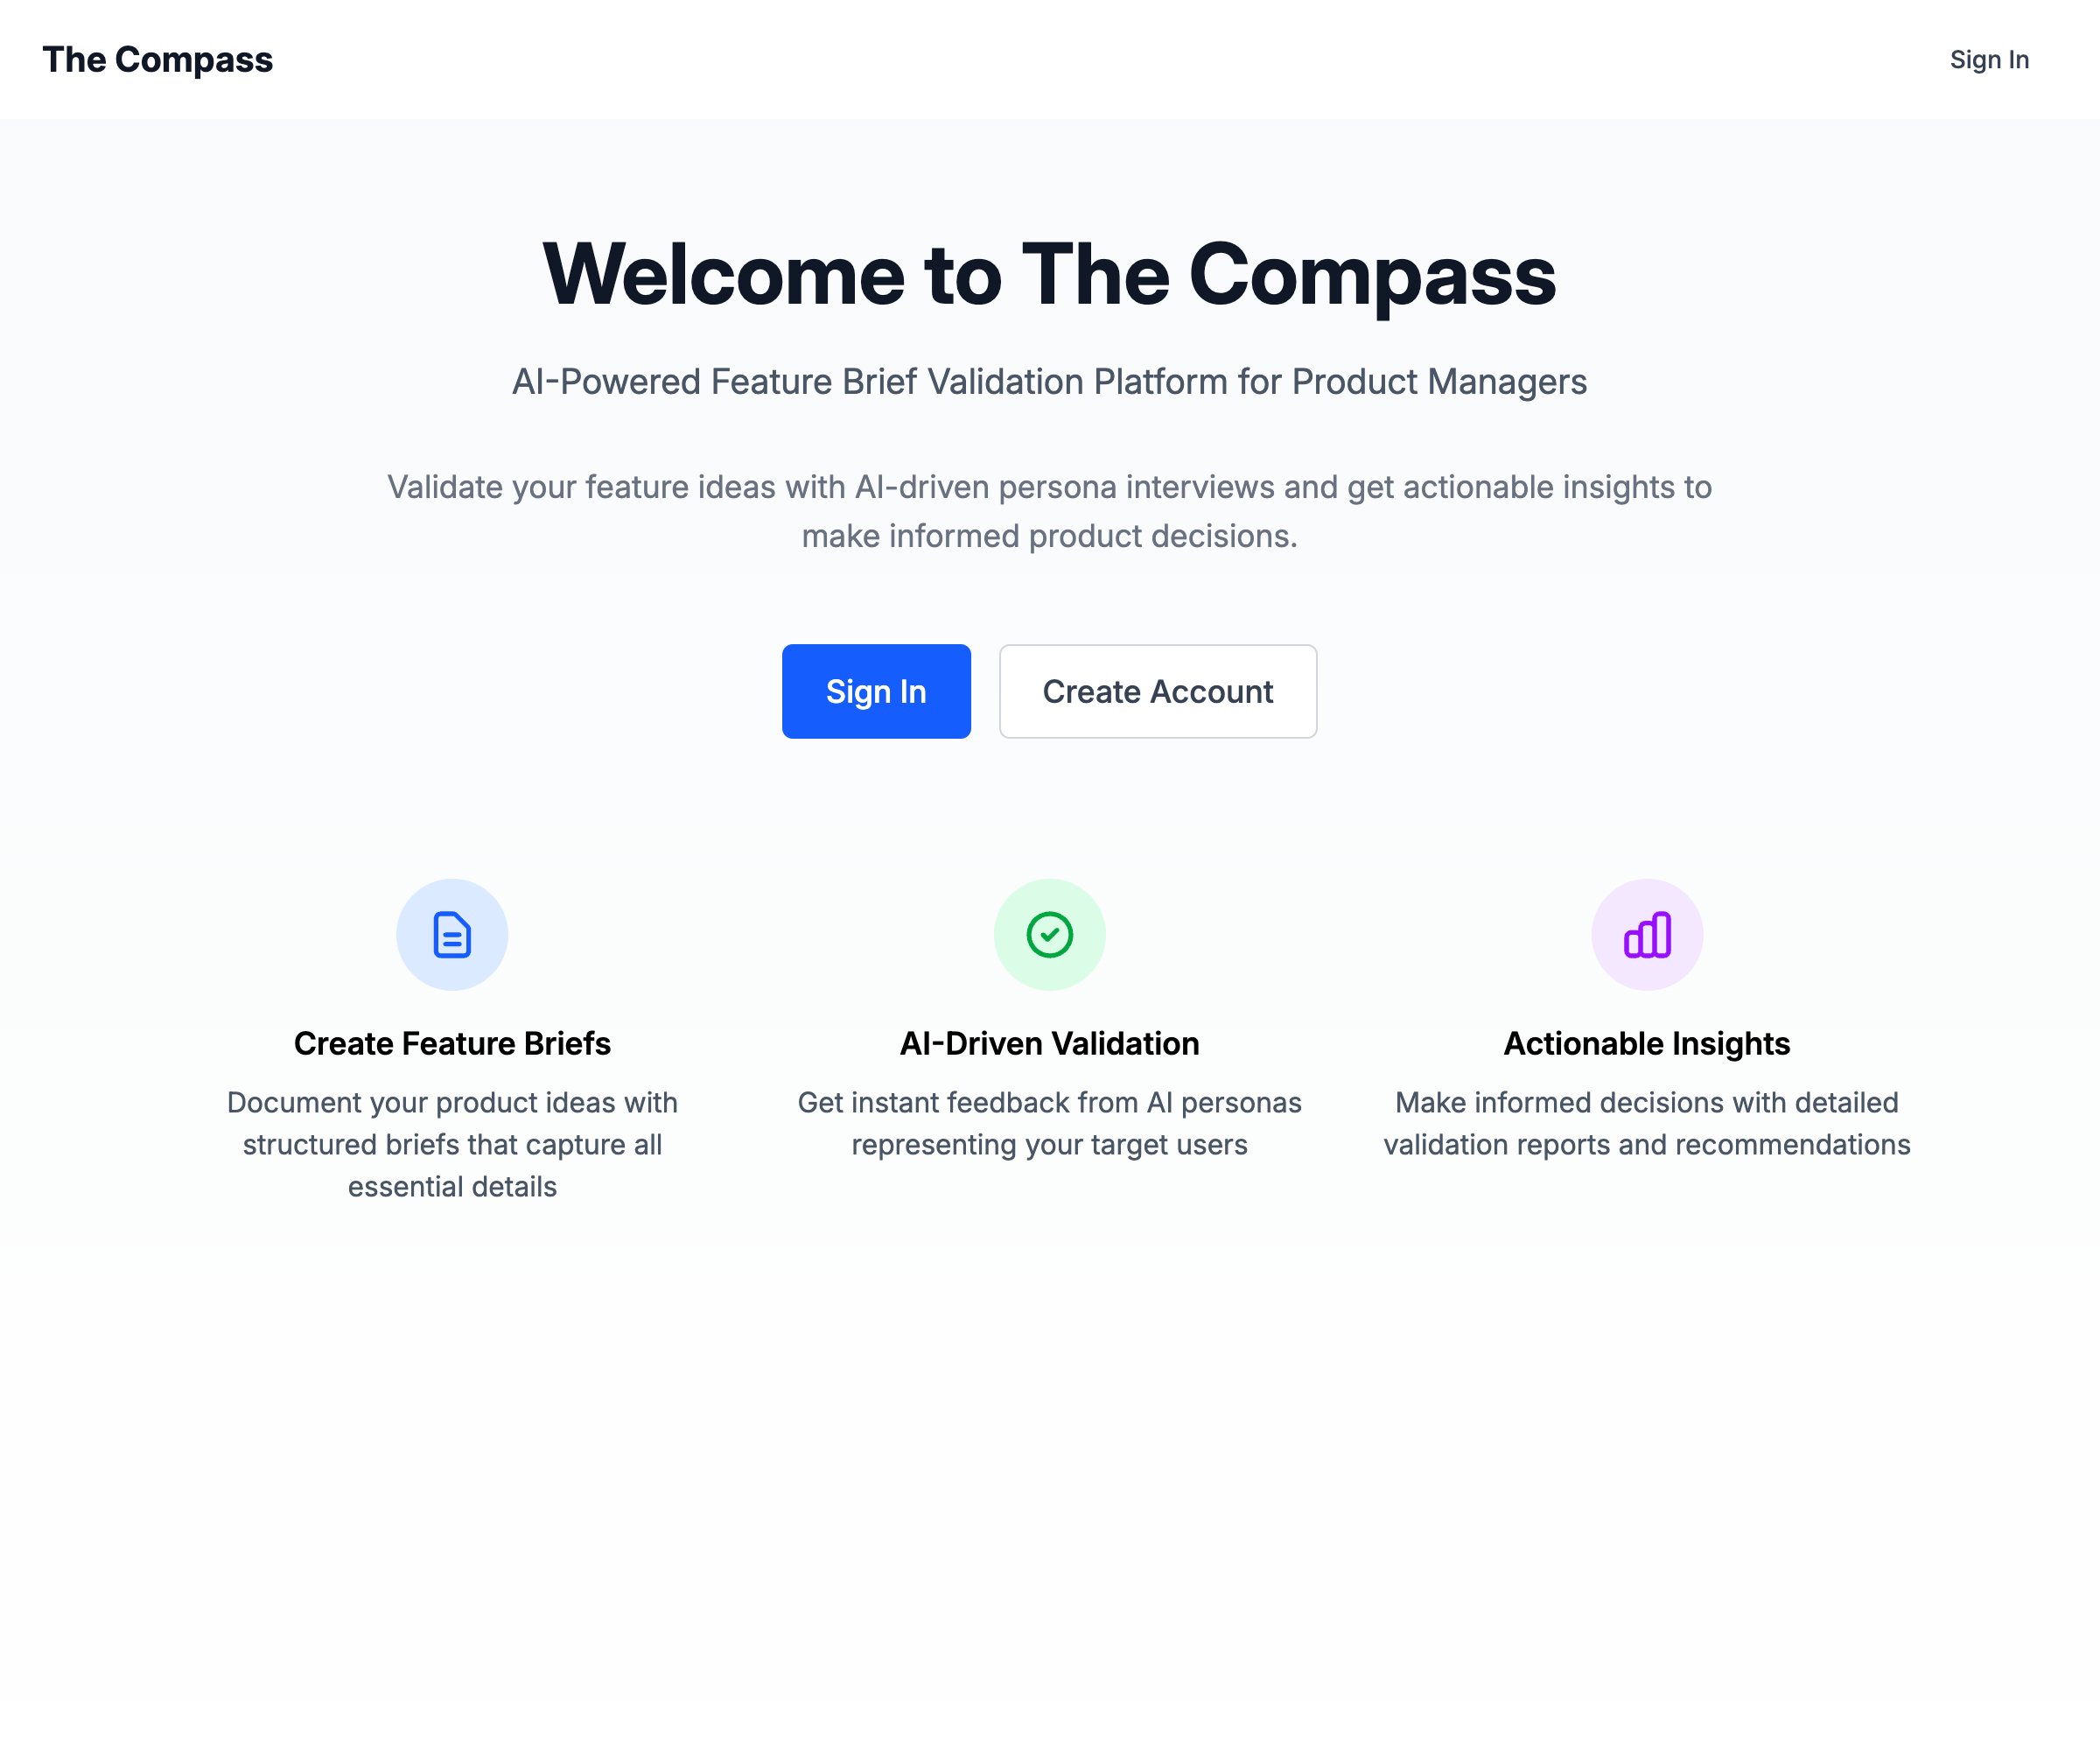 The Compass
Sign In
Welcome to The Compass
AI-Powered Feature Brief Validation Platform for Product Managers
Validate your feature ideas with AI-driven persona interviews and get actionable insights to
make informed product decisions.
Sign In
Create Account
Create Feature Briefs
Document your product ideas with
structured briefs that capture all
essential details
AI-Driven Validation
Get instant feedback from AI personas
representing your target users
Actionable Insights
Make informed decisions with detailed
validation reports and recommendations